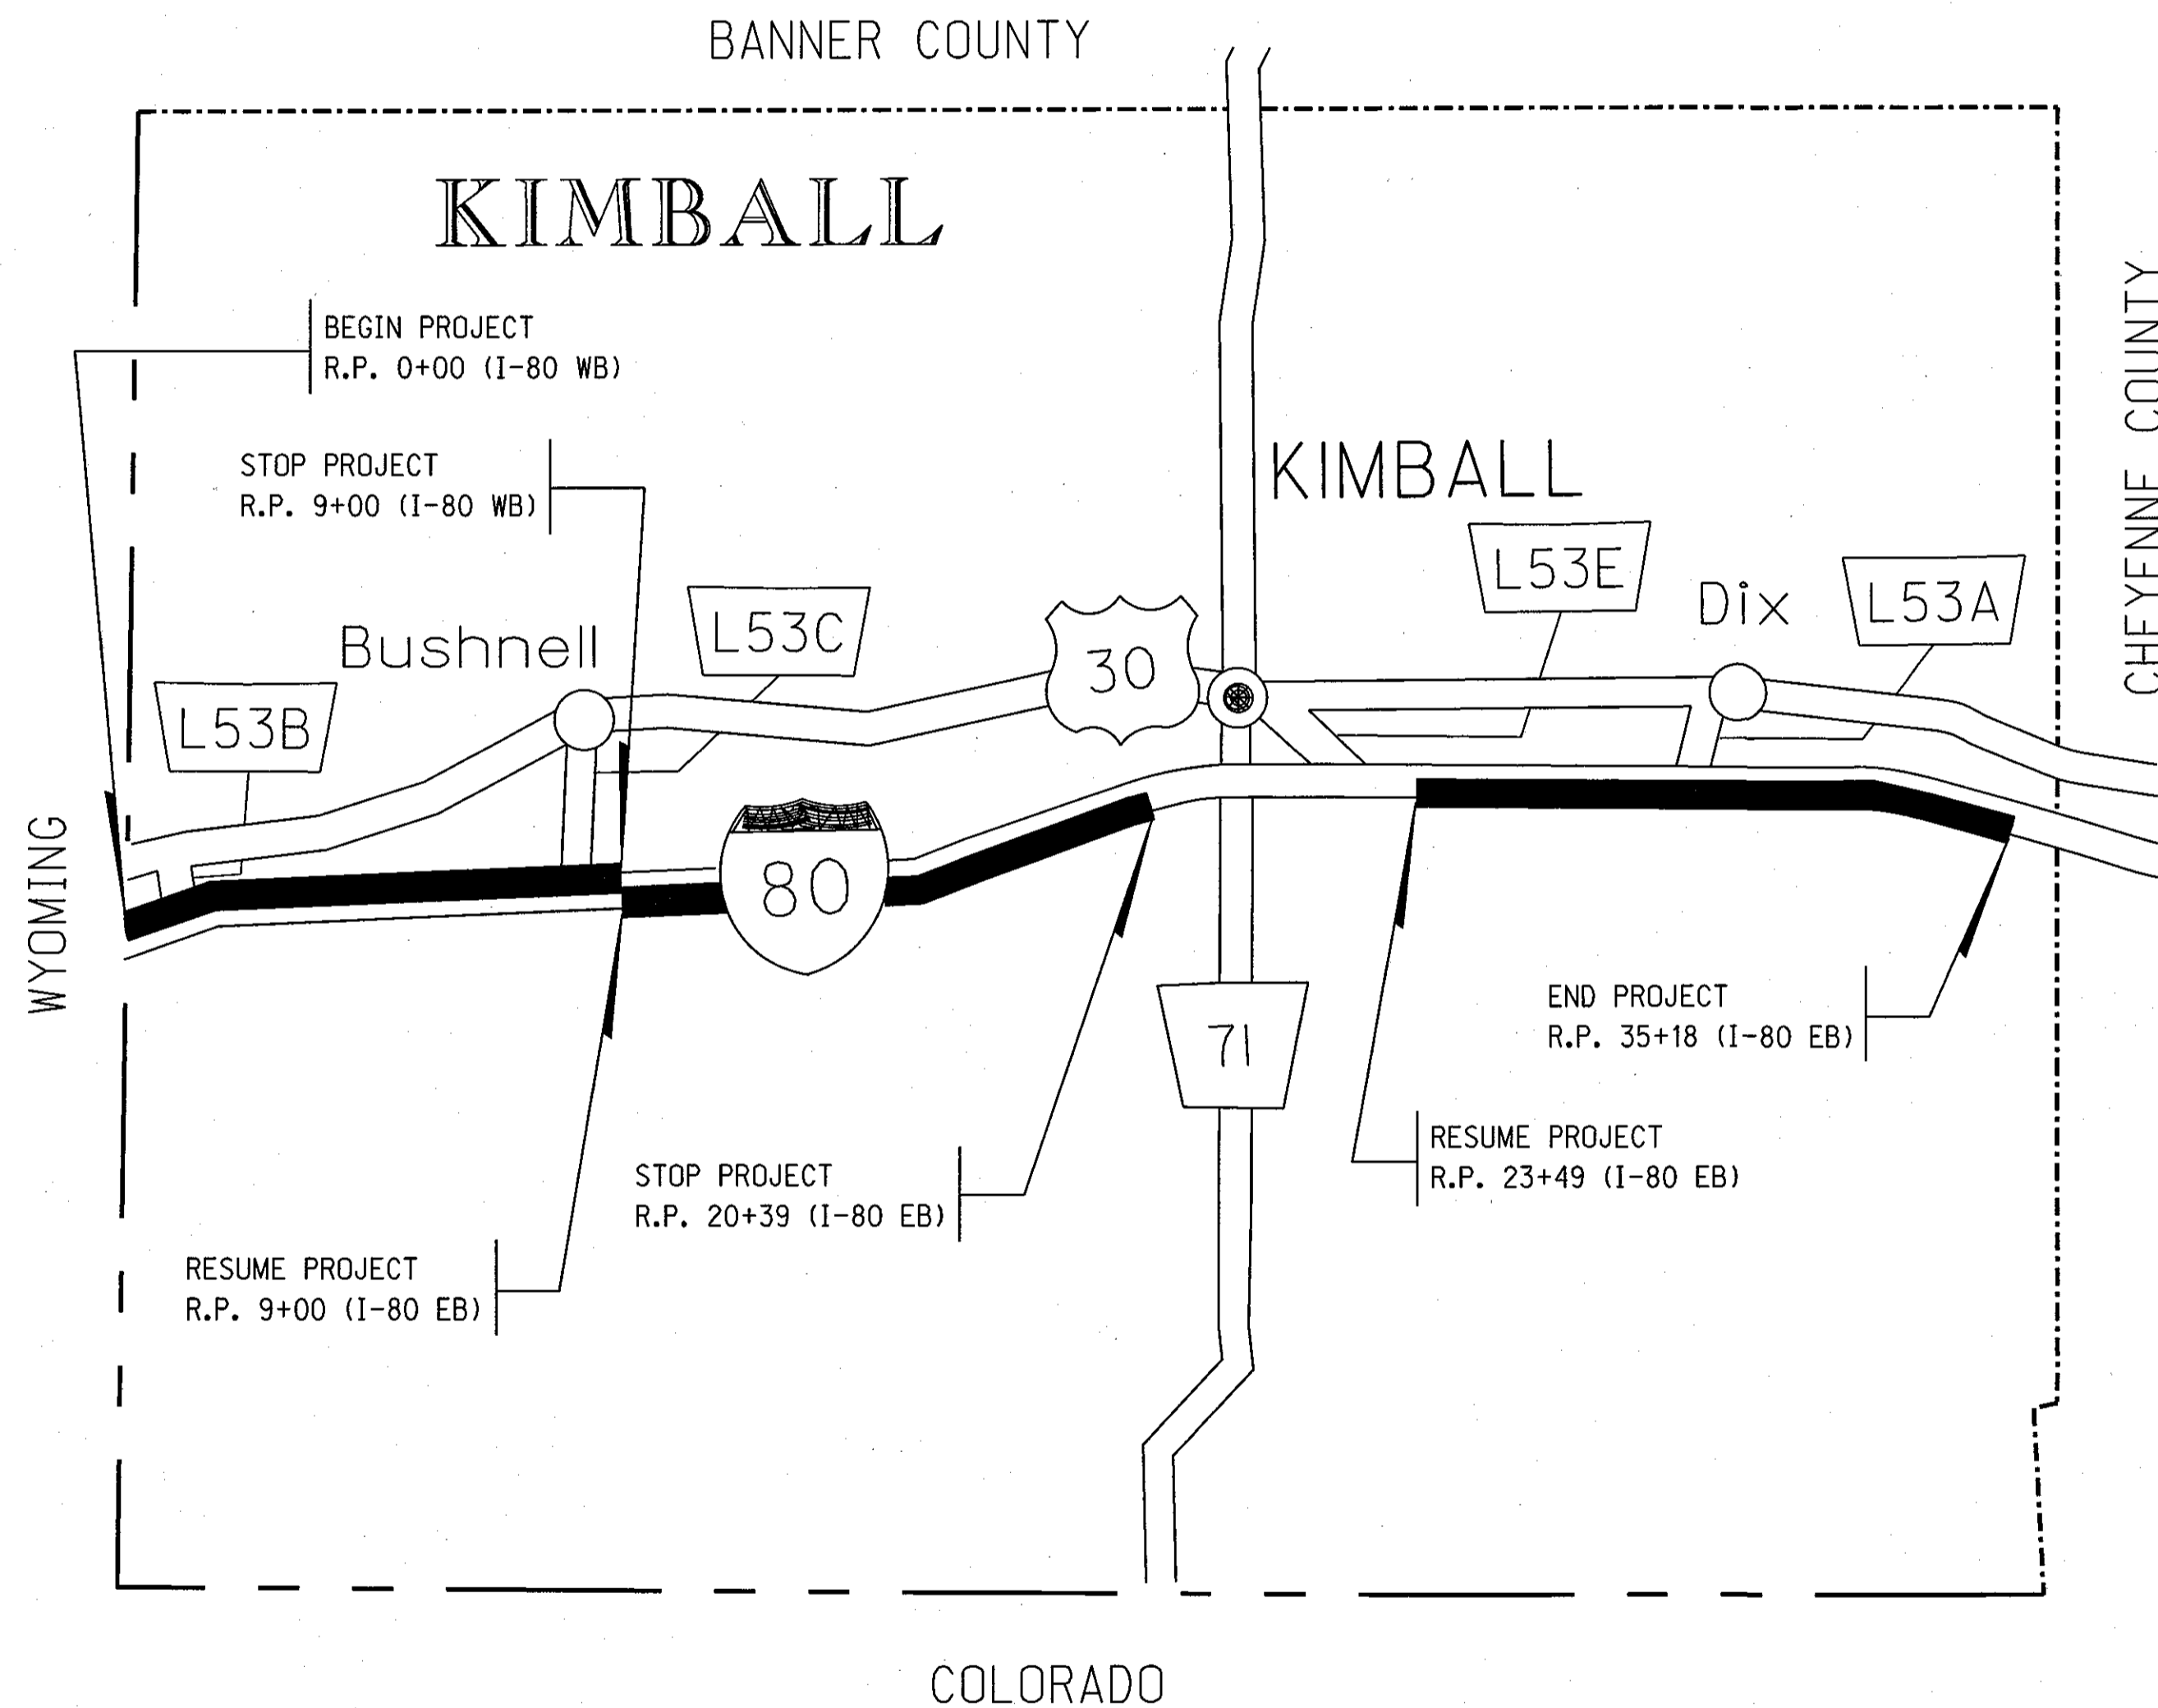 BANNER COUNTY
KIMBALL
BEGIN PROJECT
R.P. 0+00 (I-80 WB)
STOP PROJECT
R.P. 9+00 (I-80 WB)
KIMBALL
CHEYENNE COUNTY
L53E
Dix
L53A
Bushnell
L53C
30
L53B
80
WYOMING
71
END PROJECT
R.P. 35+18 (I-80 EB)
RESUME PROJECT
R.P. 23+49 (I-80 EB)
STOP PROJECT
R.P. 20+39 (I-80 EB)
RESUME PROJECT
R.P. 9+00 (I-80 EB)
COLORADO